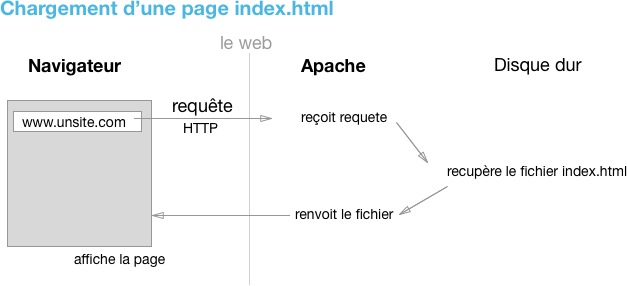 Chargement d'une page index.html
le web
Navigateur
Apache
Disque dur
www.unsite.com
requête
HTTP
reçoit requete
recupère le fichier index.html
renvoit le fichier
affiche la page